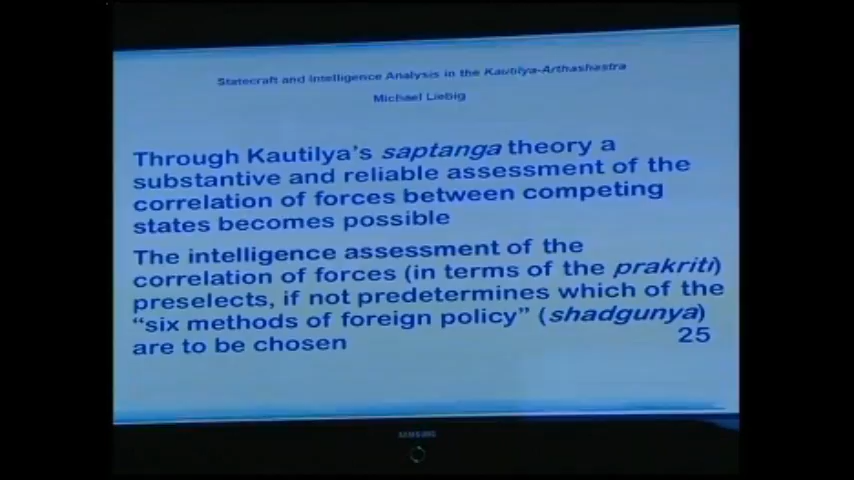 Statecraft and Intelligence Analysis in the Kautilya-Arthashastra
Michael Liebig
Through Kautilya's saptanga theory a
substantive and reliable assessment of the
correlation of forces between competing
states becomes possible
The intelligence assessment of the
correlation of forces (in terms of the prakriti)
preselects, if not predetermines which of the
“six methods of foreign policy” (shadgunya)
are to be chosen
25
SAMSUNG